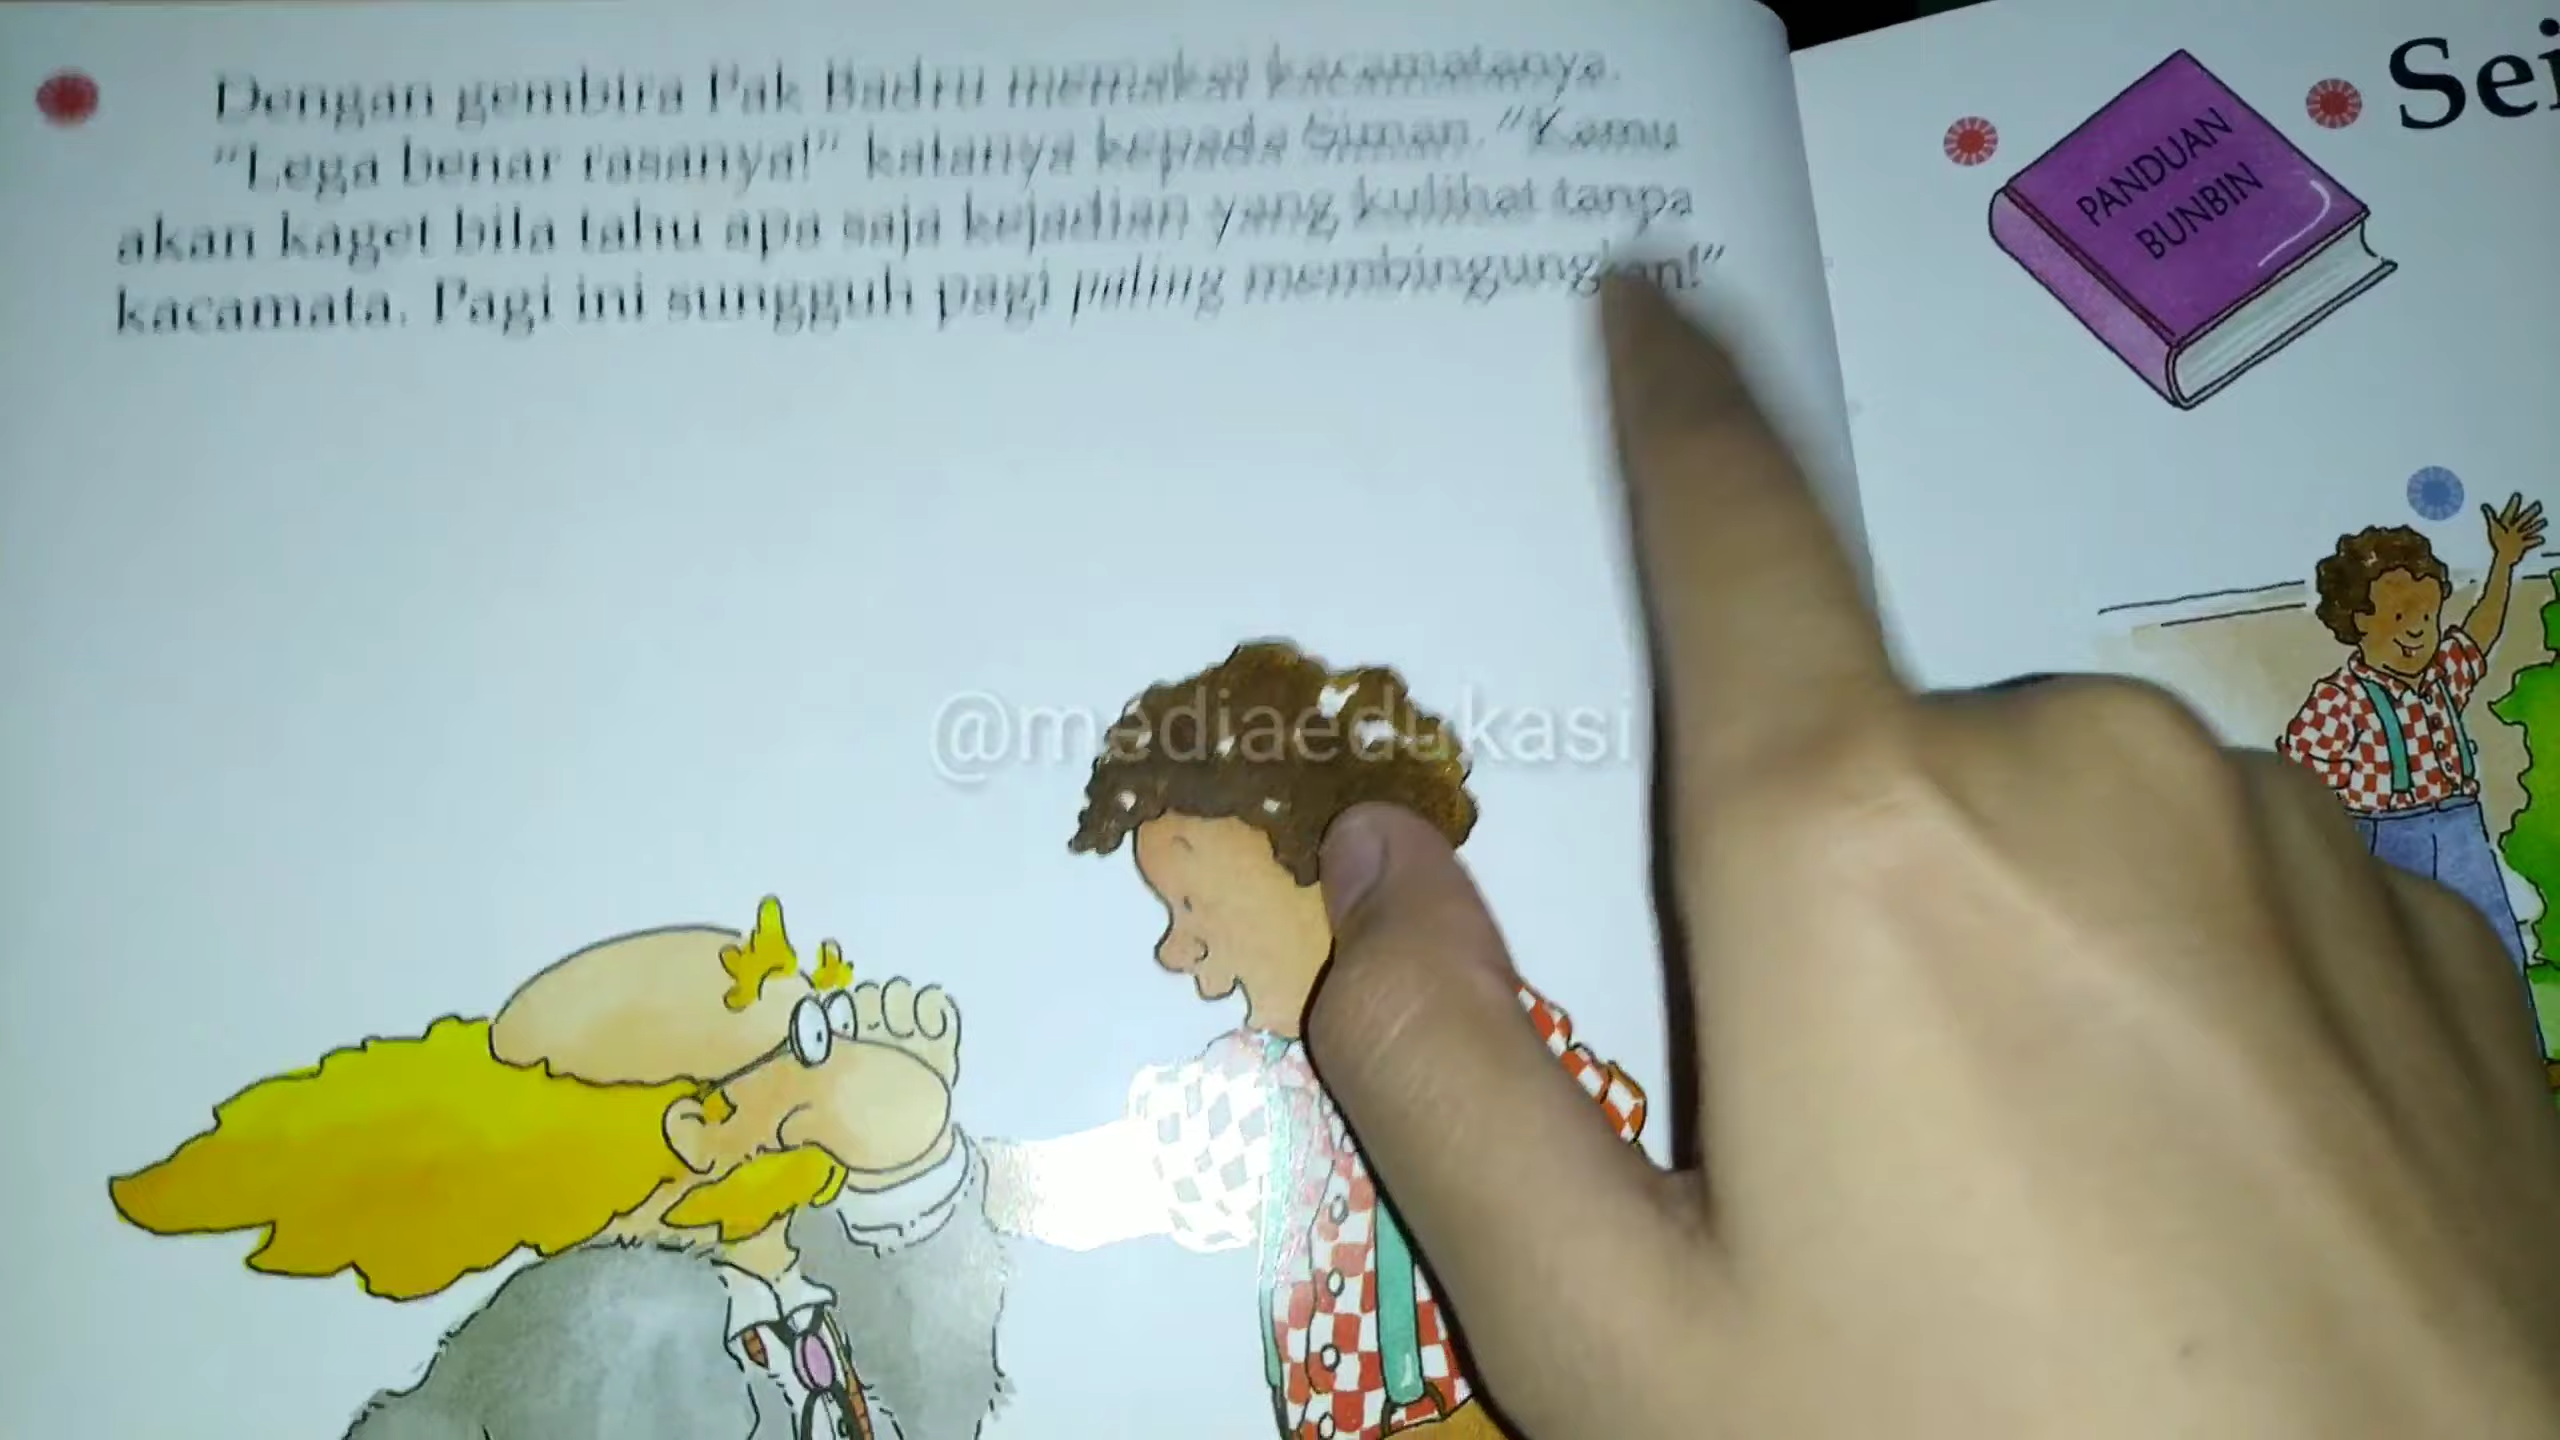 Dengan gembira Pak Badru memakai kacamatanya.
"Lega benar rasanya!" katanya kepada Siman. "Kamu
akan kaget bila tahu apa saja kejadian yang kulihat tanpa
kacamata. Pagi ini sungguh pagi paling membingungkan!"
@mediaedukasi
PANDUAN
BUNBIN
Sei